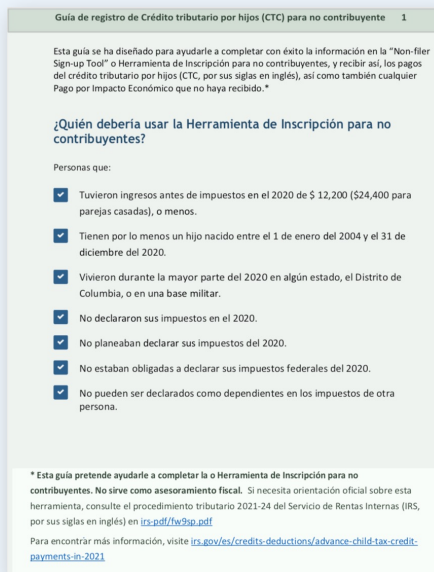 Guía de registro de Crédito tributario por hijos (CTC) para no contribuyente 1
Esta guía se ha diseñado para ayudarle a completar con éxito la información en la “Non-filer
Sign-up Tool” o Herramienta de Inscripción para no contribuyentes, y recibir así, los pagos
del crédito tributario por hijos (CTC, por sus siglas en inglés), así como también cualquier
Pago por Impacto Económico que no haya recibido.*
¿Quién debería usar la Herramienta de Inscripción para no
contribuyentes?
Personas que:
Tuvieron ingresos antes de impuestos en el 2020 de $ 12,200 ($24,400 para
parejas casadas), o menos.
Tienen por lo menos un hijo nacido entre el 1 de enero del 2004 y el 31 de
diciembre del 2020.
Vivieron durante la mayor parte del 2020 en algún estado, el Distrito de
Columbia, o en una base militar.
No declararon sus impuestos en el 2020.
No planeaban declarar sus impuestos del 2020.
No estaban obligadas a declarar sus impuestos federales del 2020.
No pueden ser declarados como dependientes en los impuestos de otra
persona.
* Esta guía pretende ayudarle a completar la o Herramienta de Inscripción para no
contribuyentes. No sirve como asesoramiento fiscal. Si necesita orientación oficial sobre esta
herramienta, consulte el procedimiento tributario 2021-24 del Servicio de Rentas Internas (IRS,
por sus siglas en inglés) en irs-pdf/fw9sp.pdf
Para encontrar más información, visite irs.gov/es/credits-deductions/advance-child-tax-credit-
payments-in-2021